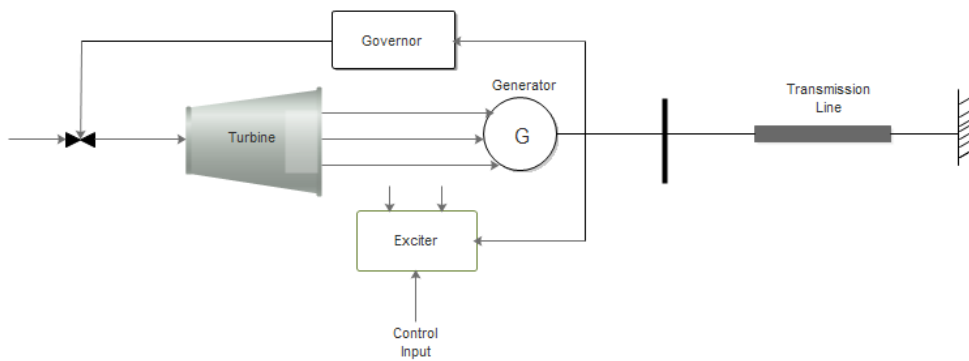 Governor
Generator
Transmission
Line
Turbine
G
Exciter
Control
Input